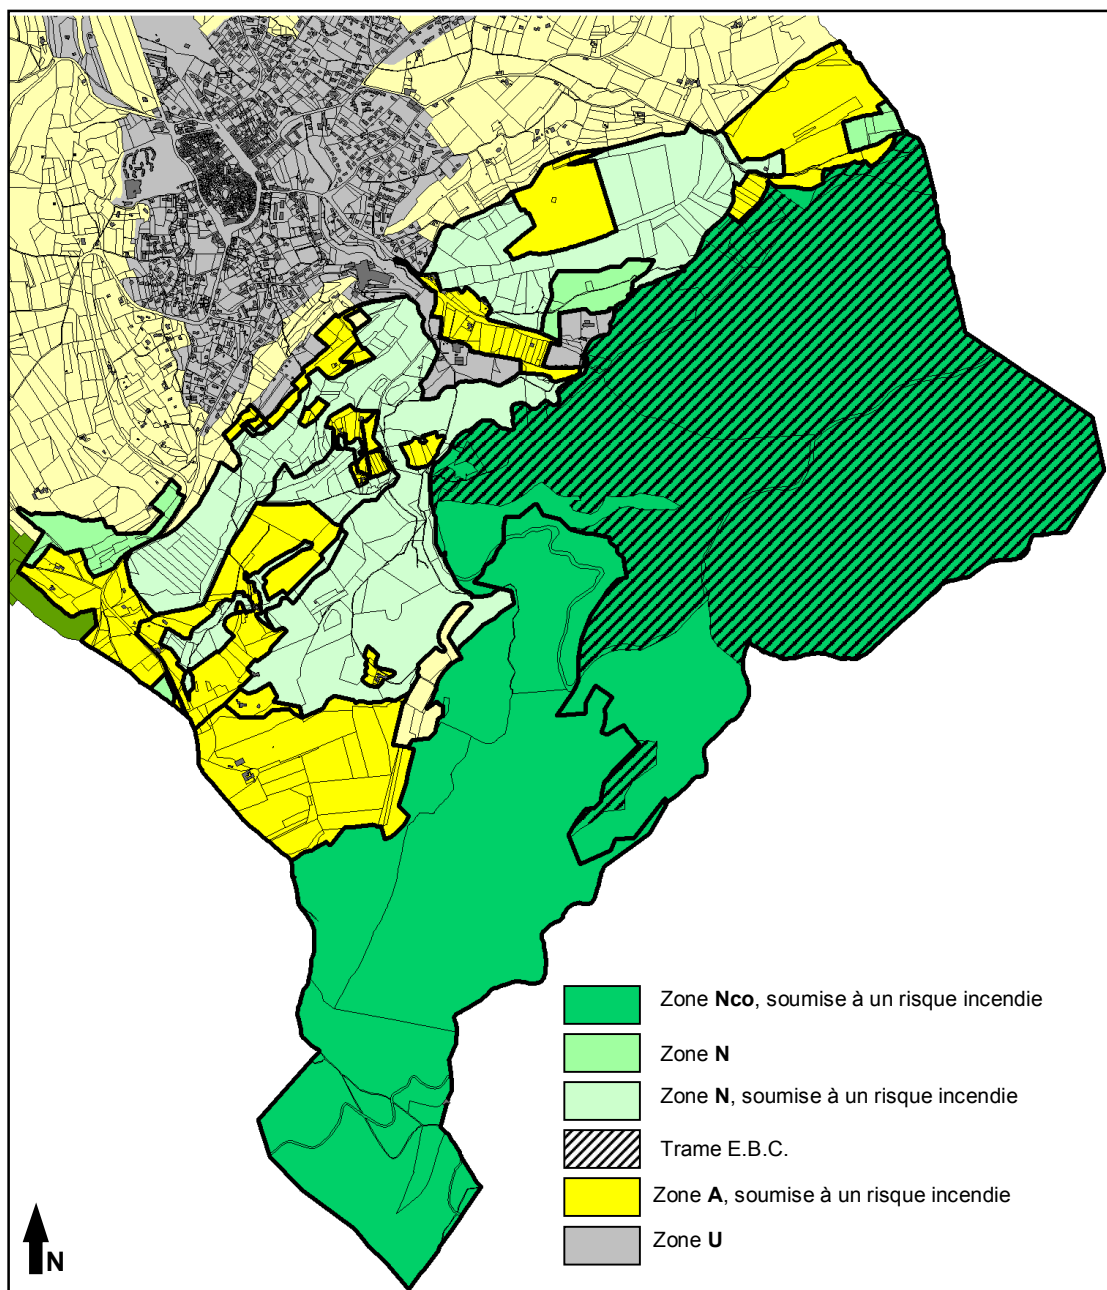 Zone Nco, soumise à un risque incendie
Zone N
Zone N, soumise à un risque incendie
Trame E.B.C.
Zone A, soumise à un risque incendie
Zone U
N